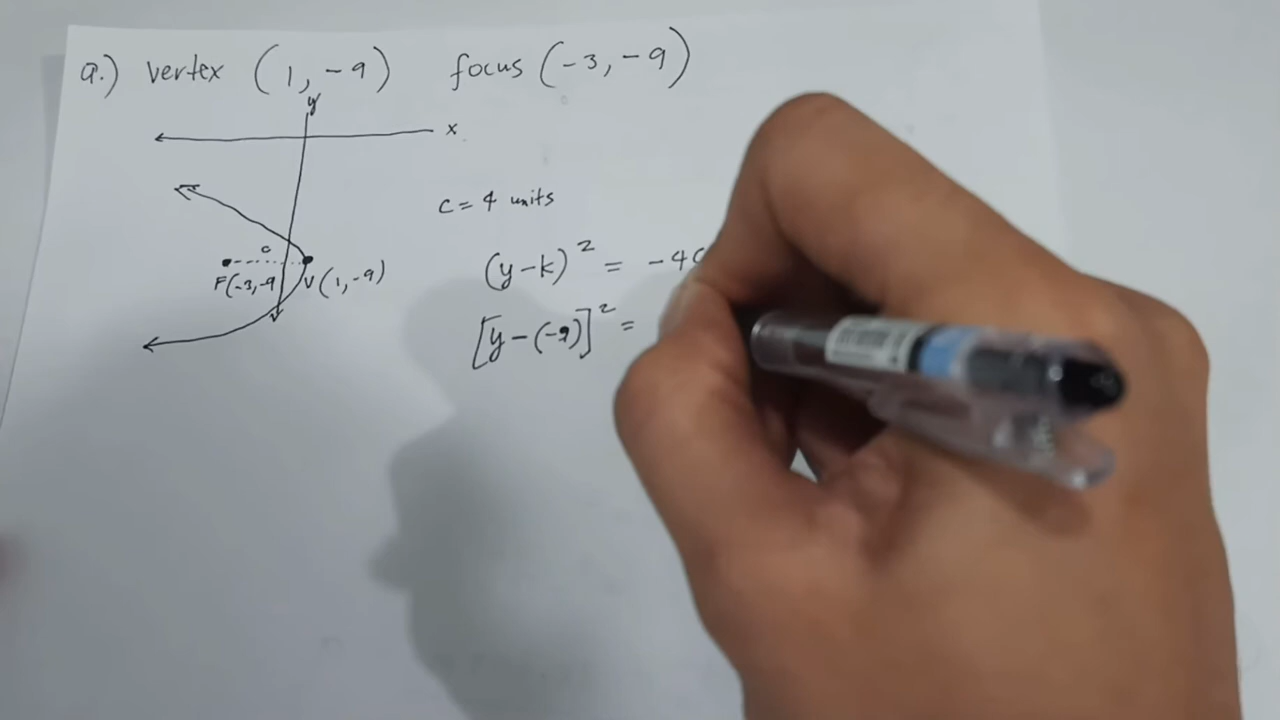 a.) vertex (1, -9) focus (-3, -9)
y
x
c = 4 units
c
F(-3, -9 V(1, -9)
(y-k)² = -4c
[y-(-9)]² =